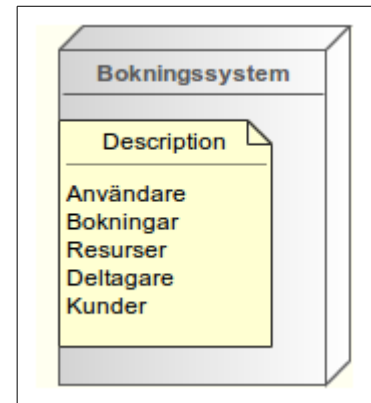 Bokningssystem
Description
Användare
Bokningar
Resurser
Deltagare
Kunder